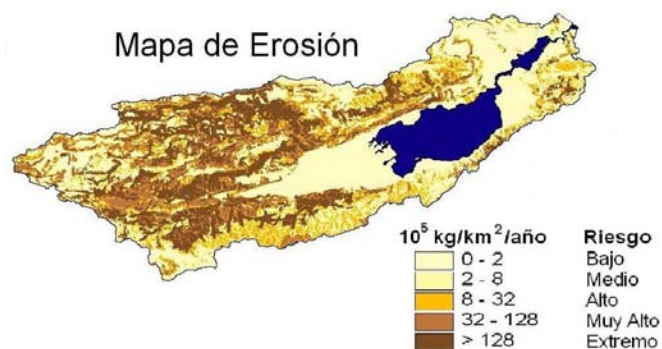 Mapa de Erosión
10⁵ kg/km²/año Riesgo
0 - 2 Bajo
2 - 8 Medio
8 - 32 Alto
32 - 128 Muy Alto
> 128 Extremo